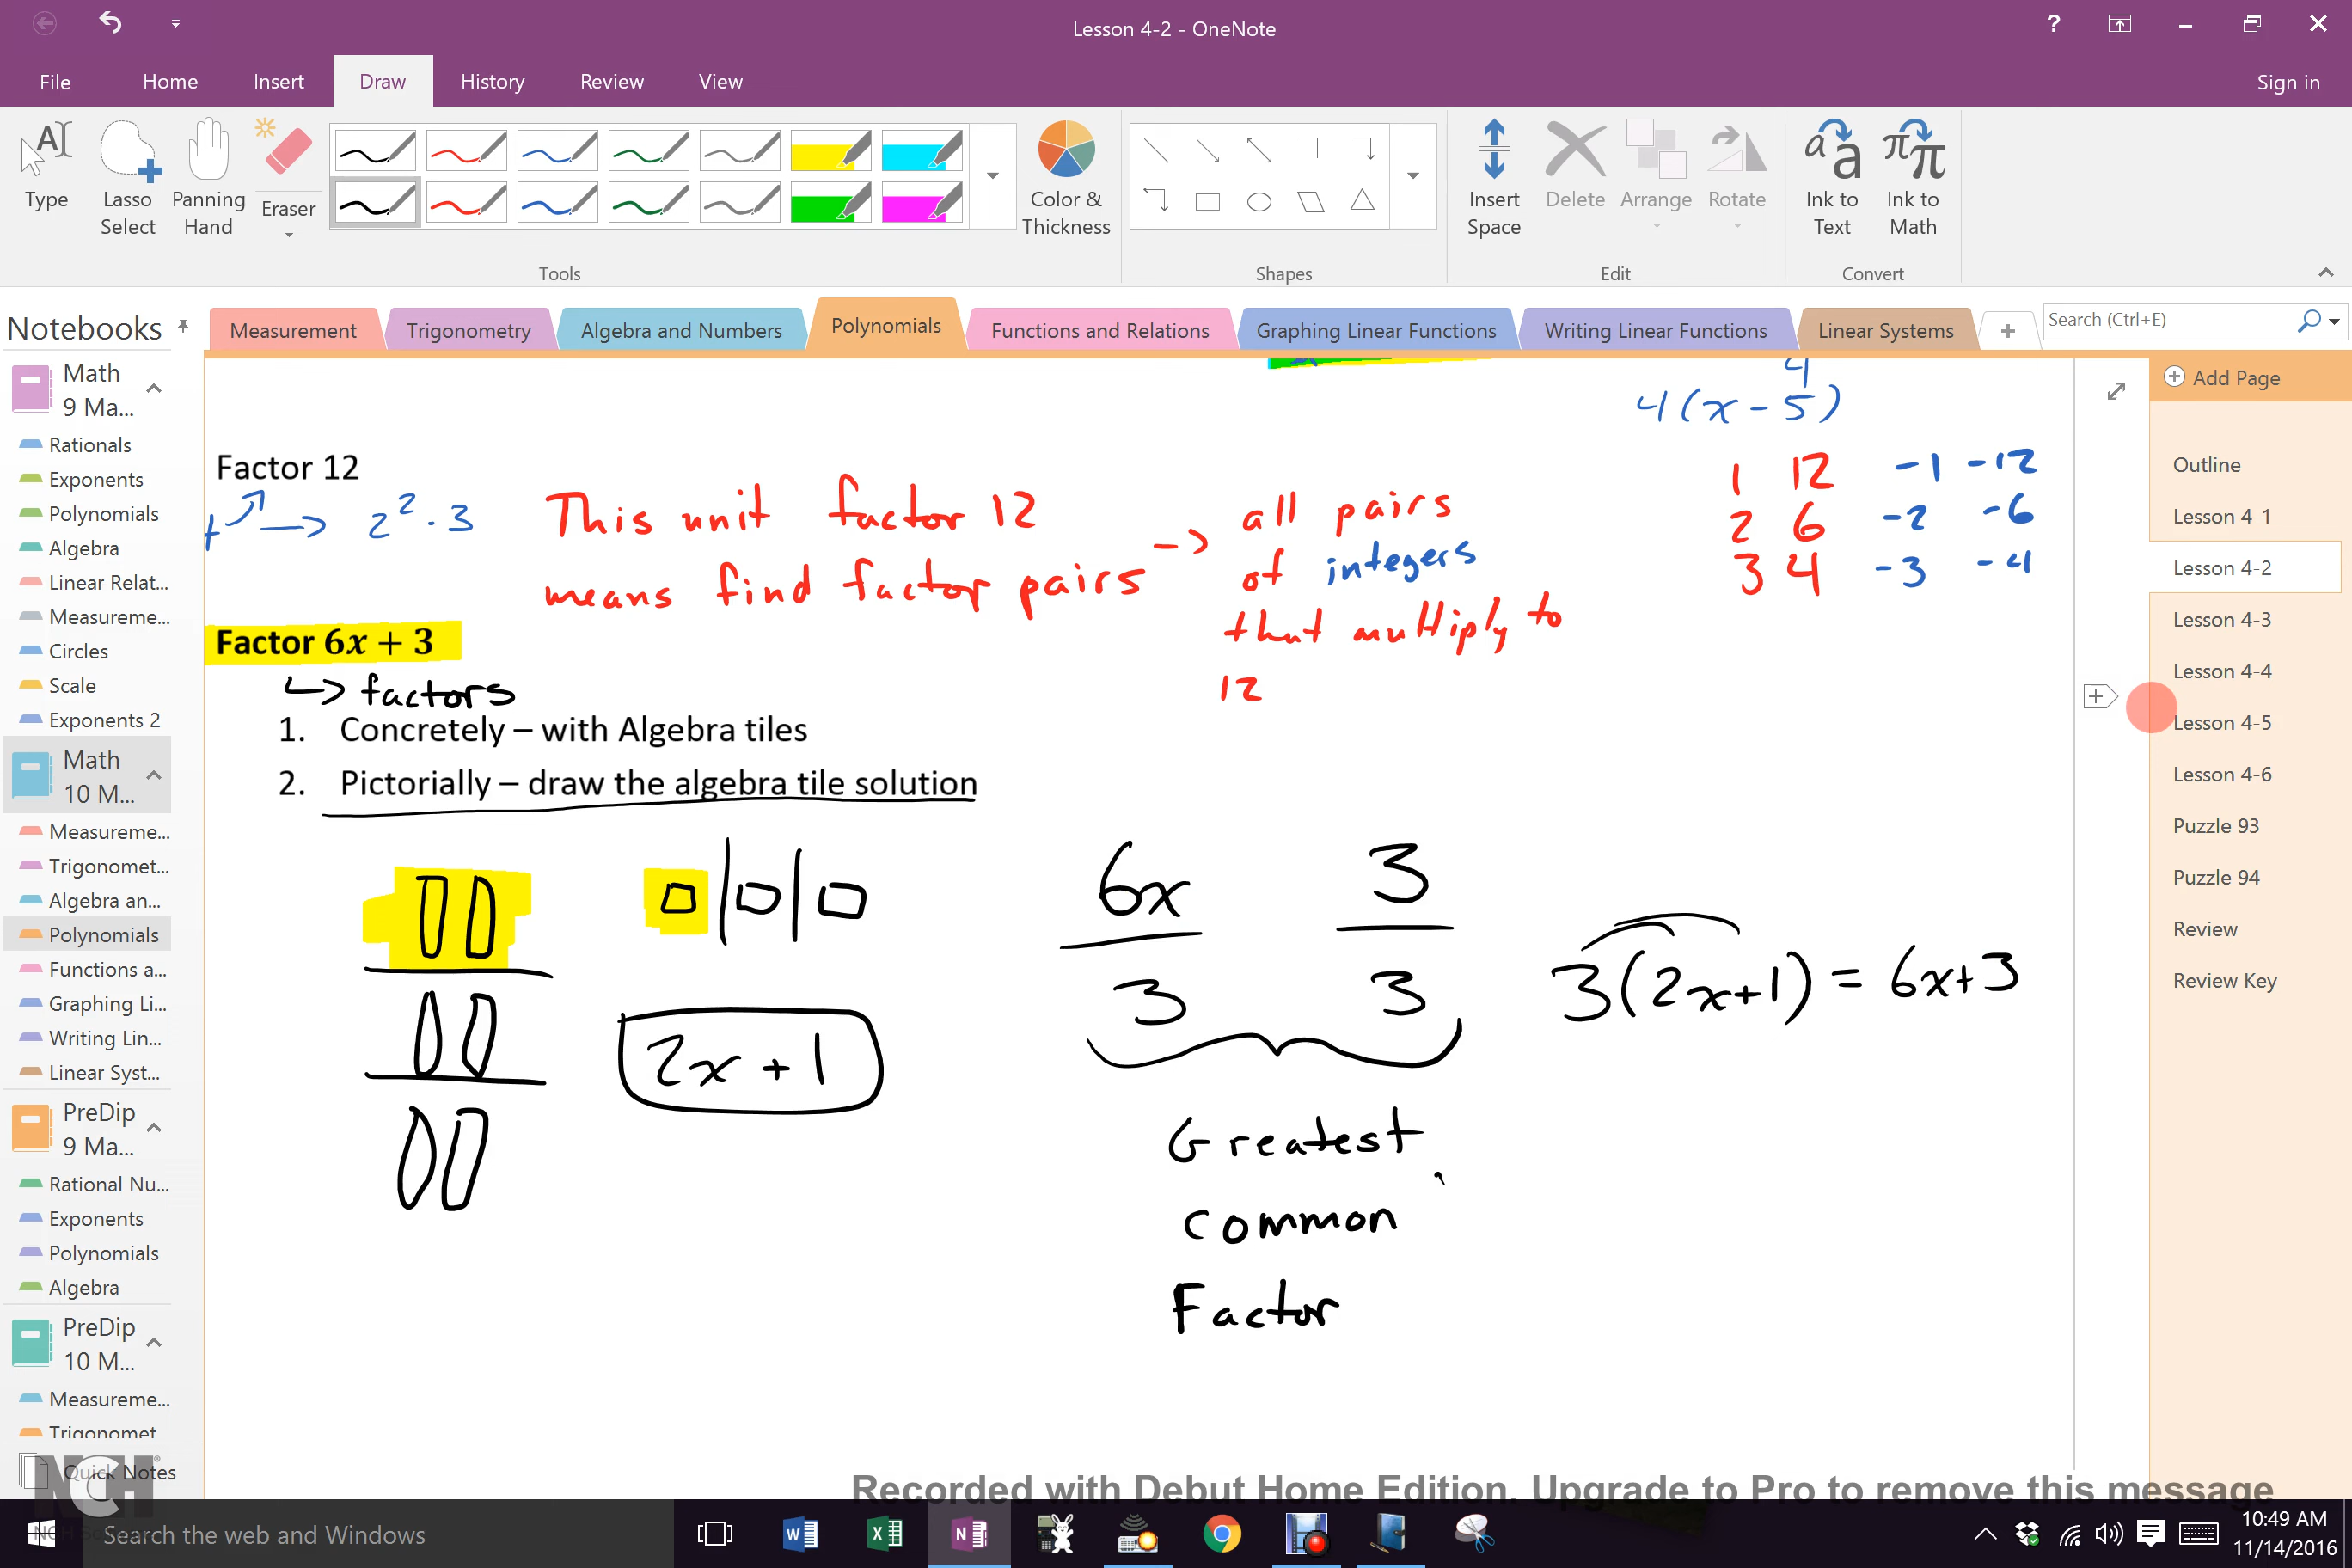 Lesson 4-2 - OneNote
?
File Home Insert Draw History Review View
Sign in
Type
Lasso Select
Panning Hand
Eraser
Color & Thickness
Insert Space
Delete
Arrange
Rotate
Ink to Text
Ink to Math
Tools
Shapes
Edit
Convert
Notebooks
Measurement Trigonometry Algebra and Numbers Polynomials Functions and Relations Graphing Linear Functions Writing Linear Functions Linear Systems +
Search (Ctrl+E)
Math
9 Ma...
Rationals
Exponents
Polynomials
Algebra
Linear Relat...
Measureme...
Circles
Scale
Exponents 2
Math
10 M...
Measureme...
Trigonomet...
Algebra an...
Polynomials
Functions a...
Graphing Li...
Writing Lin...
Linear Syst...
PreDip
9 Ma...
Rational Nu...
Exponents
Polynomials
Algebra
PreDip
10 M...
Measureme...
Trigonomet
Quick Notes
4
4(x-5)
Factor 12
→ 2² · 3
This unit factor 12
means find factor pairs
→ all pairs
of integers
that multiply to
12
1 12 -1 -12
2 6 -2 -6
3 4 -3 -4
Factor 6x + 3
↳ factors
1. Concretely – with Algebra tiles
2. Pictorially – draw the algebra tile solution
2x + 1
6x
3
3
3
3(2x+1) = 6x+3
Greatest
Common
Factor
Add Page
Outline
Lesson 4-1
Lesson 4-2
Lesson 4-3
Lesson 4-4
Lesson 4-5
Lesson 4-6
Puzzle 93
Puzzle 94
Review
Review Key
NCH
Recorded with Debut Home Edition. Upgrade to Pro to remove this message
Search the web and Windows
10:49 AM
11/14/2016